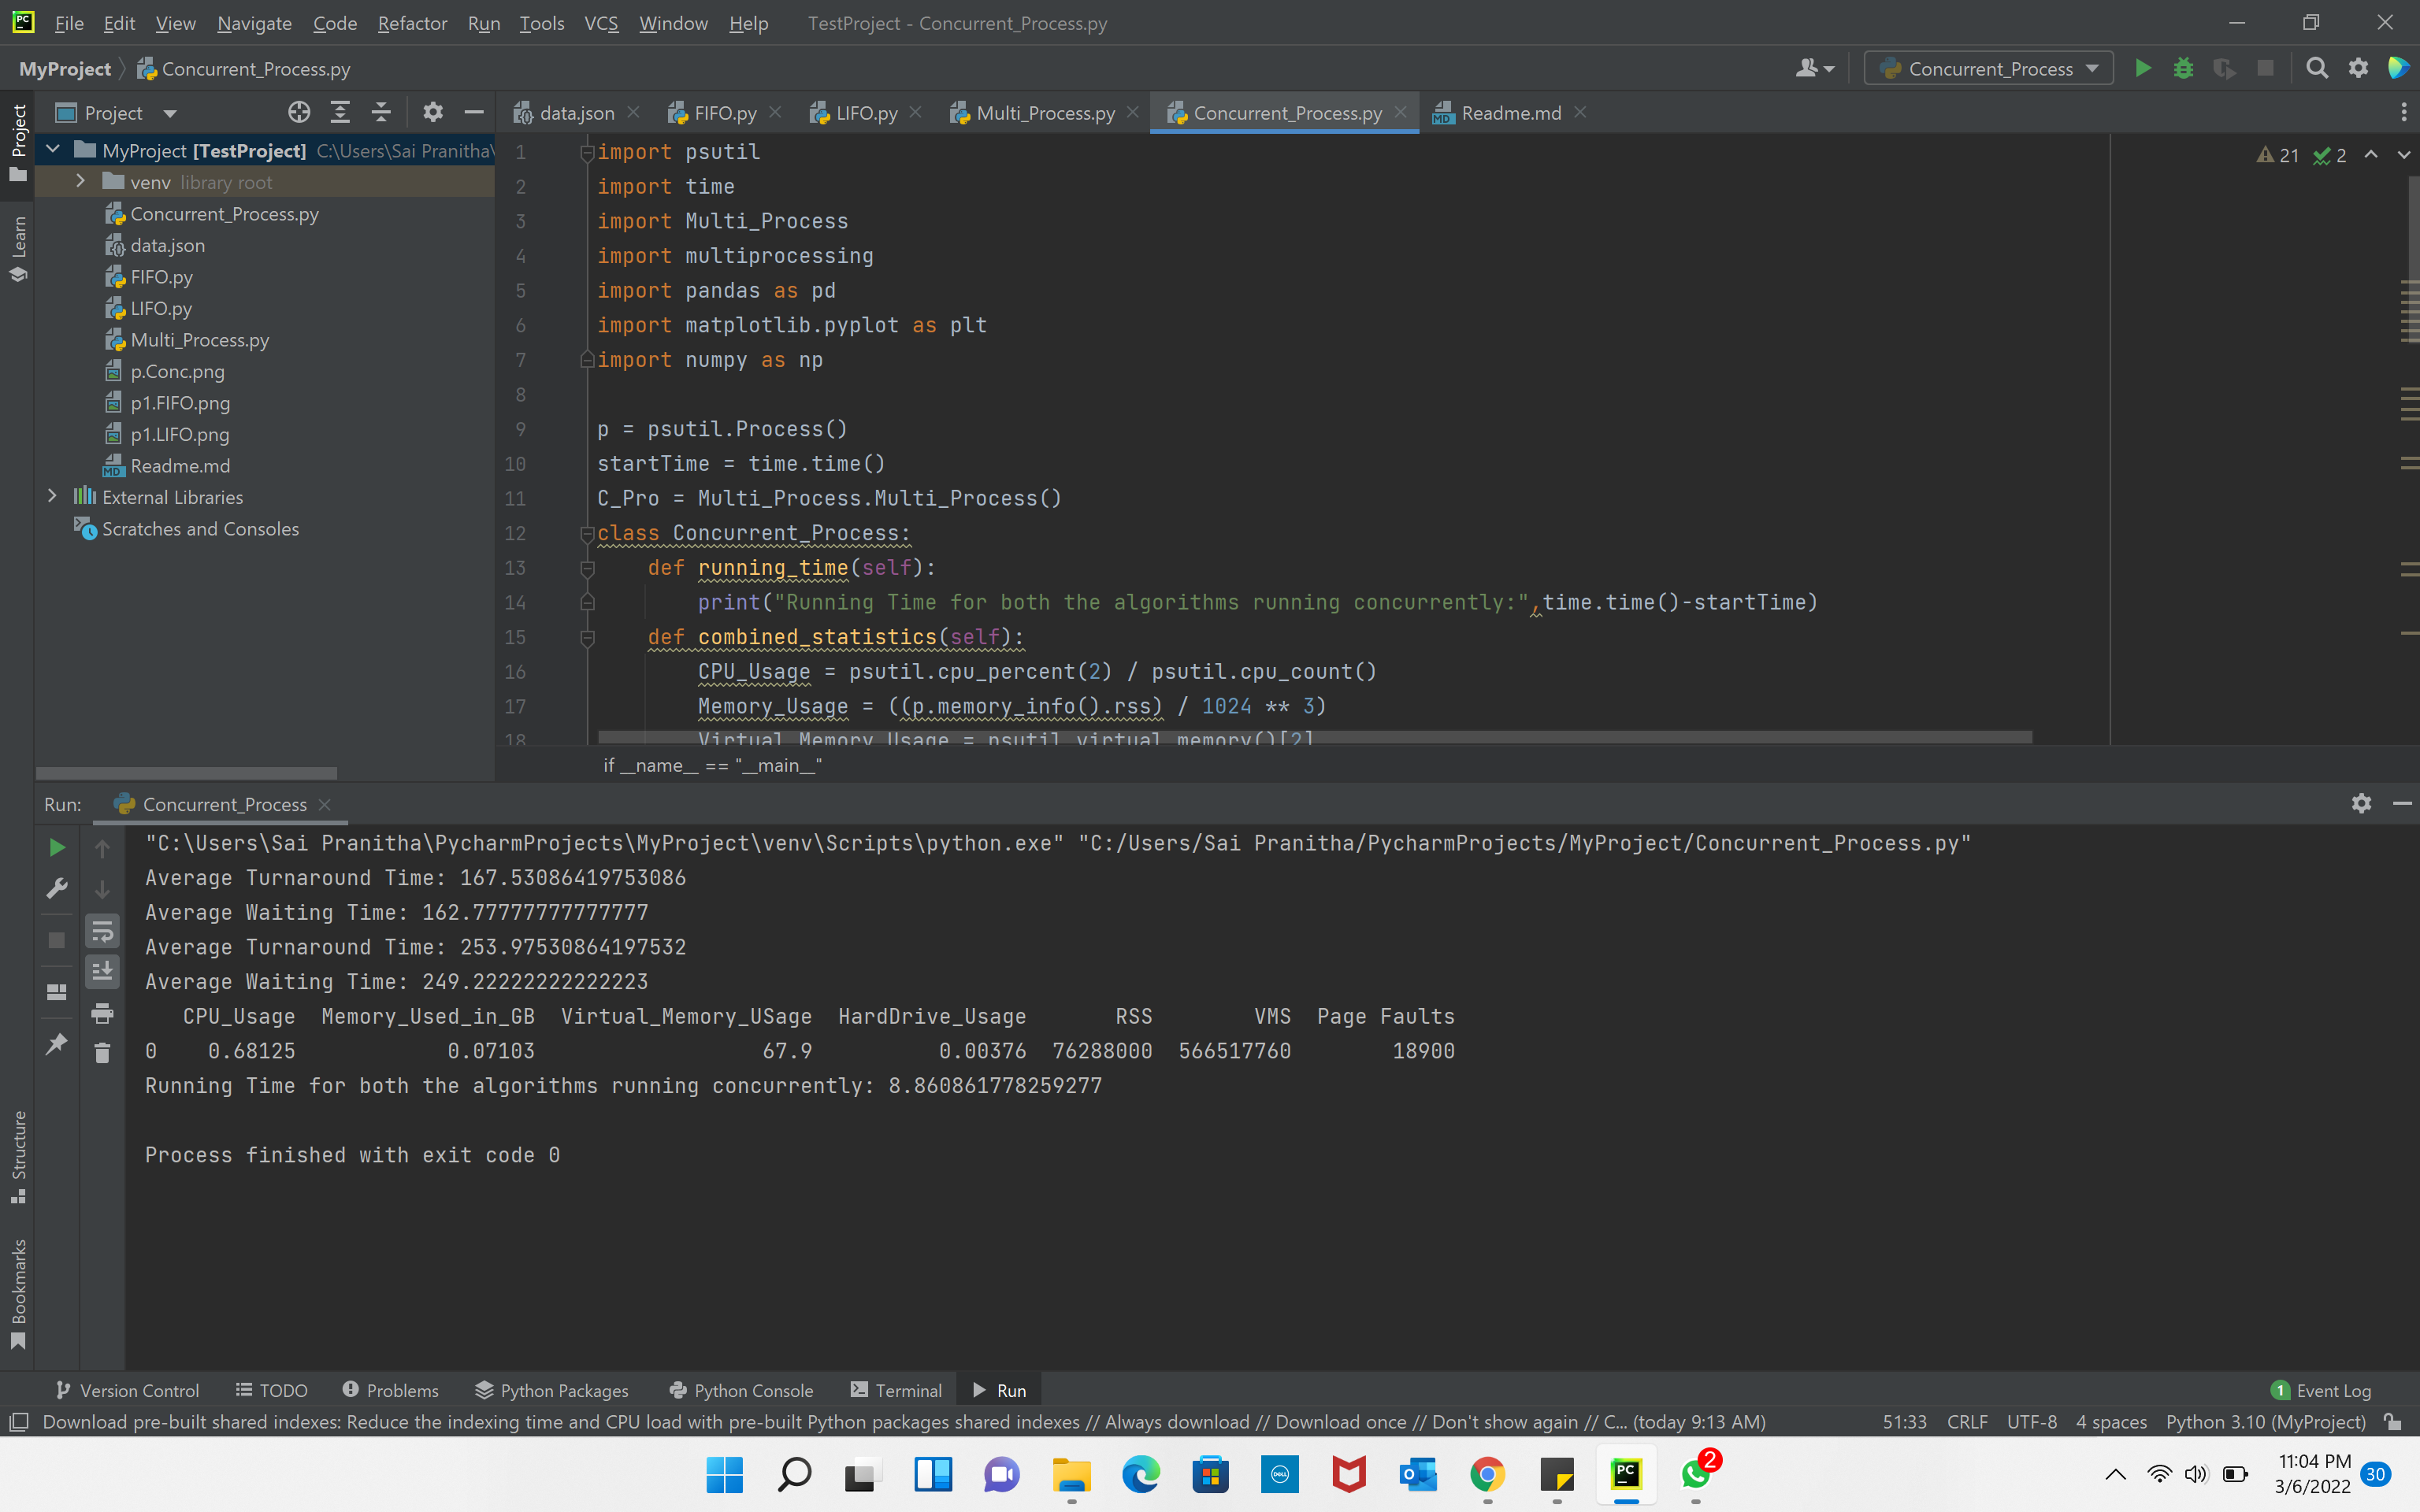 PC File Edit View Navigate Code Refactor Run Tools VCS Window Help TestProject - Concurrent_Process.py
MyProject Concurrent_Process.py Concurrent_Process
Project data.json FIFO.py LIFO.py Multi_Process.py Concurrent_Process.py Readme.md
Project
Learn
Structure
Bookmarks
MyProject [TestProject] C:\Users\Sai Pranitha\
venv library root
Concurrent_Process.py
data.json
FIFO.py
LIFO.py
Multi_Process.py
p.Conc.png
p1.FIFO.png
p1.LIFO.png
Readme.md
External Libraries
Scratches and Consoles
21 2
1 import psutil
2 import time
3 import Multi_Process
4 import multiprocessing
5 import pandas as pd
6 import matplotlib.pyplot as plt
7 import numpy as np
8
9 p = psutil.Process()
10 startTime = time.time()
11 C_Pro = Multi_Process.Multi_Process()
12 class Concurrent_Process:
13 def running_time(self):
14 print("Running Time for both the algorithms running concurrently:",time.time()-startTime)
15 def combined_statistics(self):
16 CPU_Usage = psutil.cpu_percent(2) / psutil.cpu_count()
17 Memory_Usage = ((p.memory_info().rss) / 1024 ** 3)
18 Virtual_Memory_Usage = psutil.virtual_memory()[2]
if __name__ == "__main__"
Run: Concurrent_Process
"C:\Users\Sai Pranitha\PycharmProjects\MyProject\venv\Scripts\python.exe" "C:/Users/Sai Pranitha/PycharmProjects/MyProject/Concurrent_Process.py"
Average Turnaround Time: 167.53086419753086
Average Waiting Time: 162.77777777777777
Average Turnaround Time: 253.97530864197532
Average Waiting Time: 249.22222222222223
CPU_Usage Memory_Used_in_GB Virtual_Memory_USage HardDrive_Usage RSS VMS Page Faults
0 0.68125 0.07103 67.9 0.00376 76288000 566517760 18900
Running Time for both the algorithms running concurrently: 8.860861778259277
Process finished with exit code 0
Version Control TODO Problems Python Packages Python Console Terminal Run 1 Event Log
Download pre-built shared indexes: Reduce the indexing time and CPU load with pre-built Python packages shared indexes // Always download // Download once // Don't show again // C... (today 9:13 AM) 51:33 CRLF UTF-8 4 spaces Python 3.10 (MyProject)
DELL PC 2
11:04 PM
3/6/2022 30